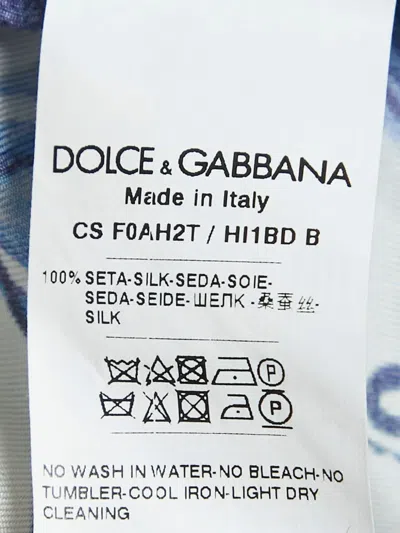 DOLCE & GABBANA
Made in Italy
CS F0AH2T / HI1BD B
100% SETA-SILK-SEDA-SOIE-
SEDA-SEIDE-ШЕЛК-桑蚕丝-
SILK
P
P
NO WASH IN WATER-NO BLEACH-NO
TUMBLER-COOL IRON-LIGHT DRY
CLEANING